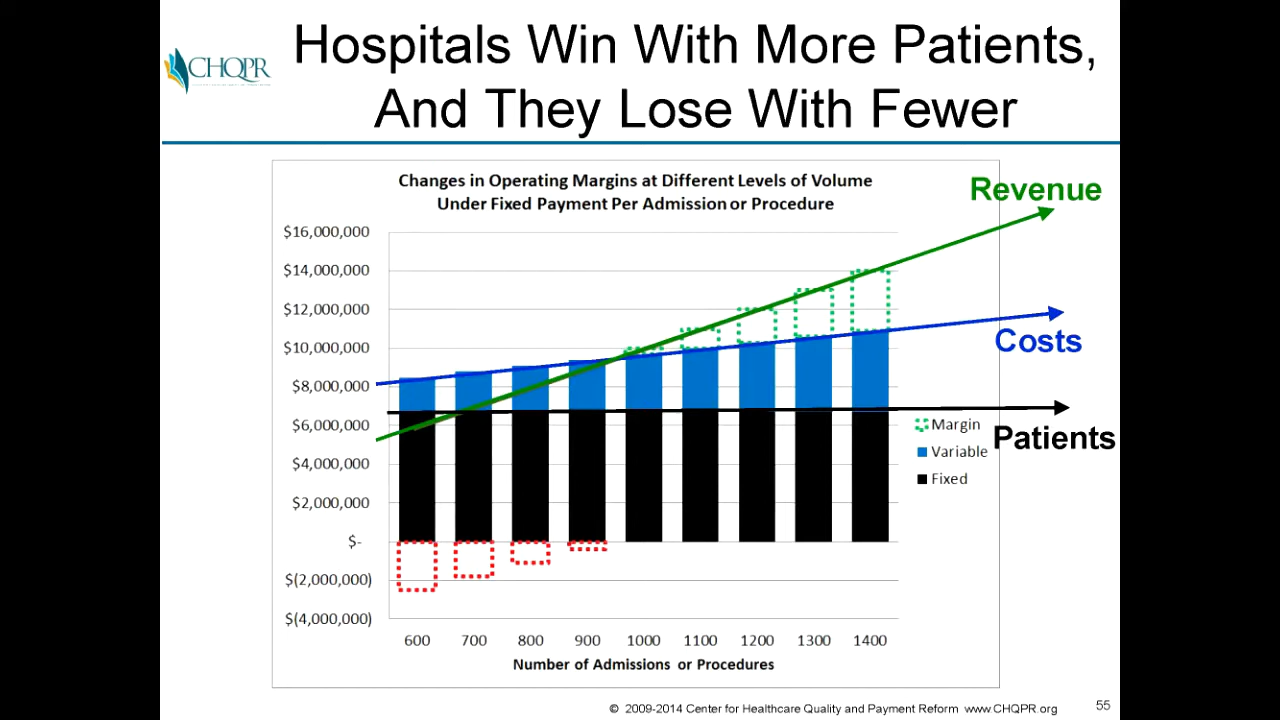 Hospitals Win With More Patients,
And They Lose With Fewer
CHQPR
Changes in Operating Margins at Different Levels of Volume
Under Fixed Payment Per Admission or Procedure
Revenue
$16,000,000
$14,000,000
$12,000,000
$10,000,000
$8,000,000
$6,000,000
$4,000,000
$2,000,000
$-
$(2,000,000)
$(4,000,000)
Costs
Patients
Margin
Variable
Fixed
600 700 800 900 1000 1100 1200 1300 1400
Number of Admissions or Procedures
© 2009-2014 Center for Healthcare Quality and Payment Reform www.CHQPR.org
55